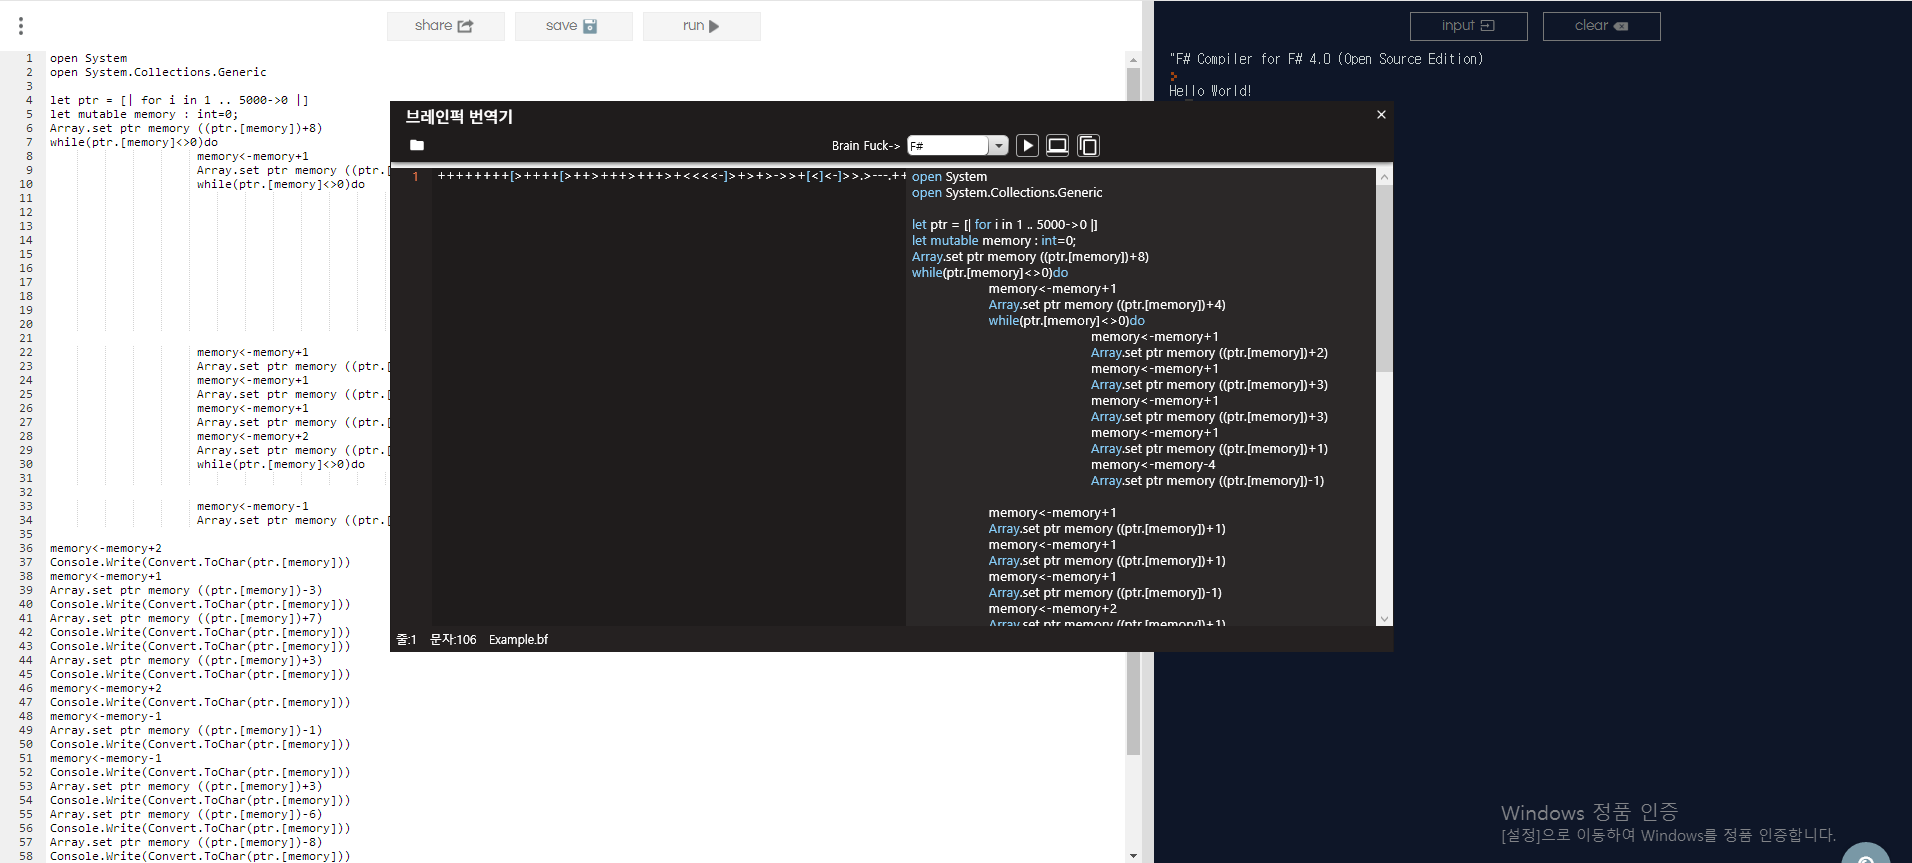 share
save
run
1 open System
2 open System.Collections.Generic
3
4 let ptr = [| for i in 1 .. 5000->0 |]
5 let mutable memory : int=0;
6 Array.set ptr memory ((ptr.[memory])+8)
7 while(ptr.[memory]<>0)do
8 memory<-memory+1
9 Array.set ptr memory ((ptr.[
10 while(ptr.[memory]<>0)do
11
12
13
14
15
16
17
18
19
20
21
22 memory<-memory+1
23 Array.set ptr memory ((ptr.[
24 memory<-memory+1
25 Array.set ptr memory ((ptr.[
26 memory<-memory+1
27 Array.set ptr memory ((ptr.[
28 memory<-memory+2
29 Array.set ptr memory ((ptr.[
30 while(ptr.[memory]<>0)do
31
32
33 memory<-memory-1
34 Array.set ptr memory ((ptr.[
35
36 memory<-memory+2
37 Console.Write(Convert.ToChar(ptr.[memory]))
38 memory<-memory+1
39 Array.set ptr memory ((ptr.[memory])-3)
40 Console.Write(Convert.ToChar(ptr.[memory]))
41 Array.set ptr memory ((ptr.[memory])+7)
42 Console.Write(Convert.ToChar(ptr.[memory]))
43 Console.Write(Convert.ToChar(ptr.[memory]))
44 Array.set ptr memory ((ptr.[memory])+3)
45 Console.Write(Convert.ToChar(ptr.[memory]))
46 memory<-memory+2
47 Console.Write(Convert.ToChar(ptr.[memory]))
48 memory<-memory-1
49 Array.set ptr memory ((ptr.[memory])-1)
50 Console.Write(Convert.ToChar(ptr.[memory]))
51 memory<-memory-1
52 Console.Write(Convert.ToChar(ptr.[memory]))
53 Array.set ptr memory ((ptr.[memory])+3)
54 Console.Write(Convert.ToChar(ptr.[memory]))
55 Array.set ptr memory ((ptr.[memory])-6)
56 Console.Write(Convert.ToChar(ptr.[memory]))
57 Array.set ptr memory ((ptr.[memory])-8)
58 Console.Write(Convert.ToChar(ptr.[memory]))
브레인퍽 번역기
Brain Fuck-> F#
1 ++++++++[>++++[>++>+++>+++>+<<<<-]>+>+>->>+[<]<-]>>.>---.++
open System
open System.Collections.Generic
let ptr = [| for i in 1 .. 5000->0 |]
let mutable memory : int=0;
Array.set ptr memory ((ptr.[memory])+8)
while(ptr.[memory]<>0)do
memory<-memory+1
Array.set ptr memory ((ptr.[memory])+4)
while(ptr.[memory]<>0)do
memory<-memory+1
Array.set ptr memory ((ptr.[memory])+2)
memory<-memory+1
Array.set ptr memory ((ptr.[memory])+3)
memory<-memory+1
Array.set ptr memory ((ptr.[memory])+3)
memory<-memory+1
Array.set ptr memory ((ptr.[memory])+1)
memory<-memory-4
Array.set ptr memory ((ptr.[memory])-1)
memory<-memory+1
Array.set ptr memory ((ptr.[memory])+1)
memory<-memory+1
Array.set ptr memory ((ptr.[memory])+1)
memory<-memory+1
Array.set ptr memory ((ptr.[memory])-1)
memory<-memory+2
Array.set ptr memory ((ptr.[memory])+1)
줄:1 문자:106 Example.bf
input
clear
"F# Compiler for F# 4.0 (Open Source Edition)
>
Hello World!
Windows 정품 인증
[설정]으로 이동하여 Windows를 정품 인증합니다.